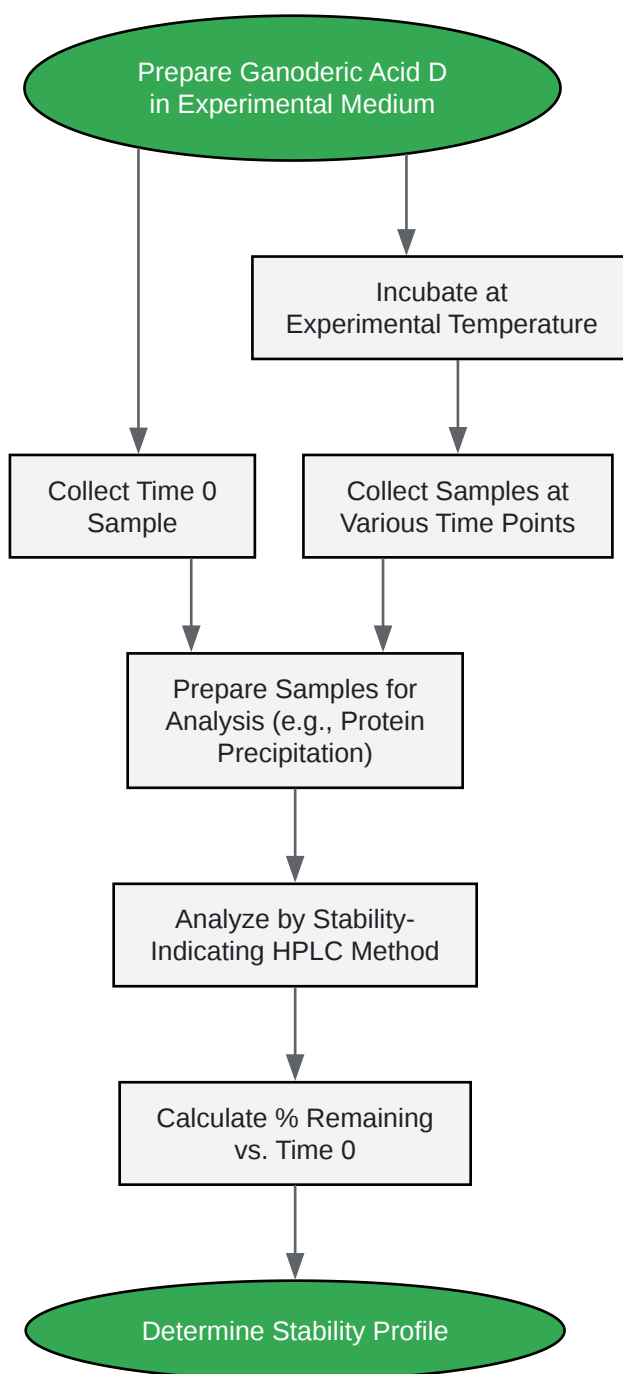 Prepare Ganoderic Acid D
in Experimental Medium
Incubate at
Experimental Temperature
Collect Time 0
Sample
Collect Samples at
Various Time Points
Prepare Samples for
Analysis (e.g., Protein
Precipitation)
Analyze by Stability-
Indicating HPLC Method
Calculate % Remaining
vs. Time 0
Determine Stability Profile